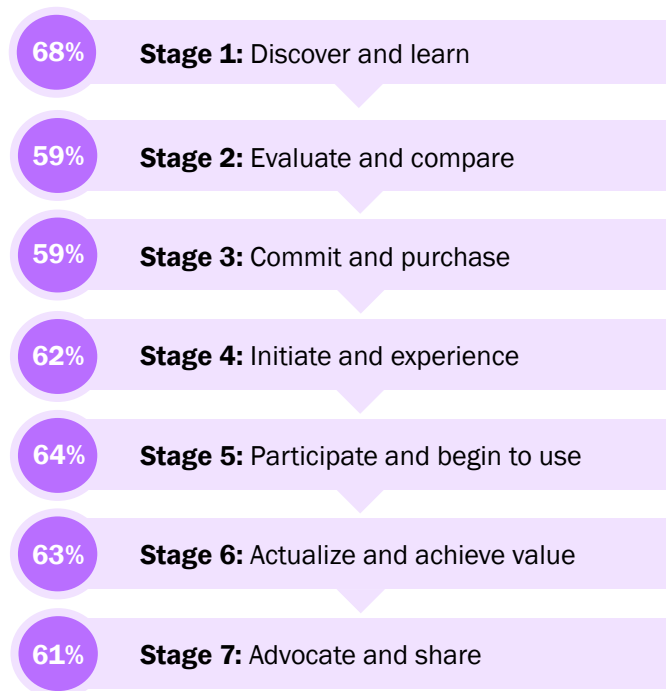 68% Stage 1: Discover and learn
59% Stage 2: Evaluate and compare
59% Stage 3: Commit and purchase
62% Stage 4: Initiate and experience
64% Stage 5: Participate and begin to use
63% Stage 6: Actualize and achieve value
61% Stage 7: Advocate and share